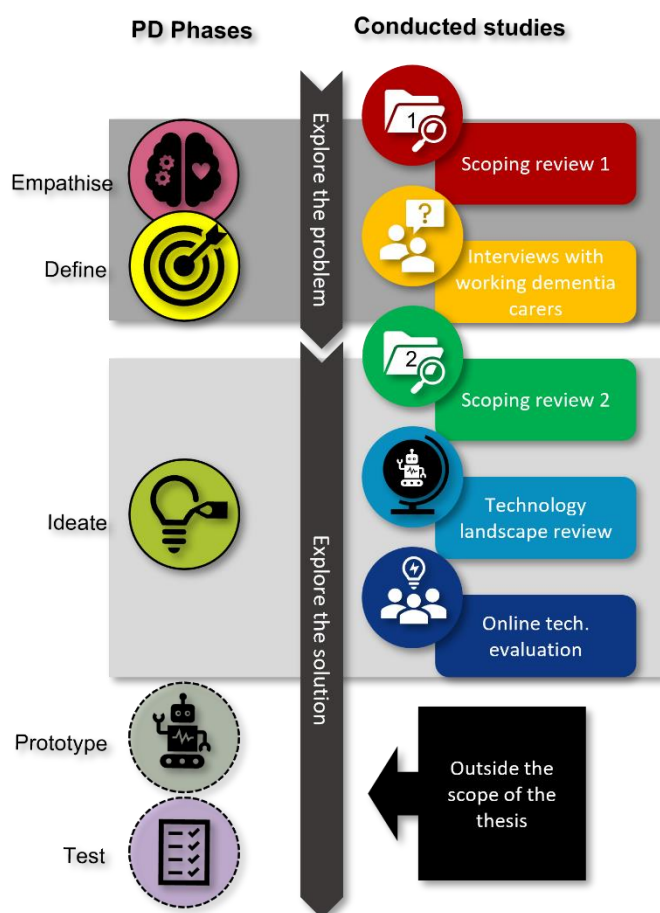 PD Phases
Conducted studies
Explore the problem
Empathise
Define
1
Scoping review 1
?
Interviews with
working dementia
carers
Explore the solution
Ideate
2
Scoping review 2
Technology
landscape review
Online tech.
evaluation
Prototype
Test
Outside the
scope of the
thesis